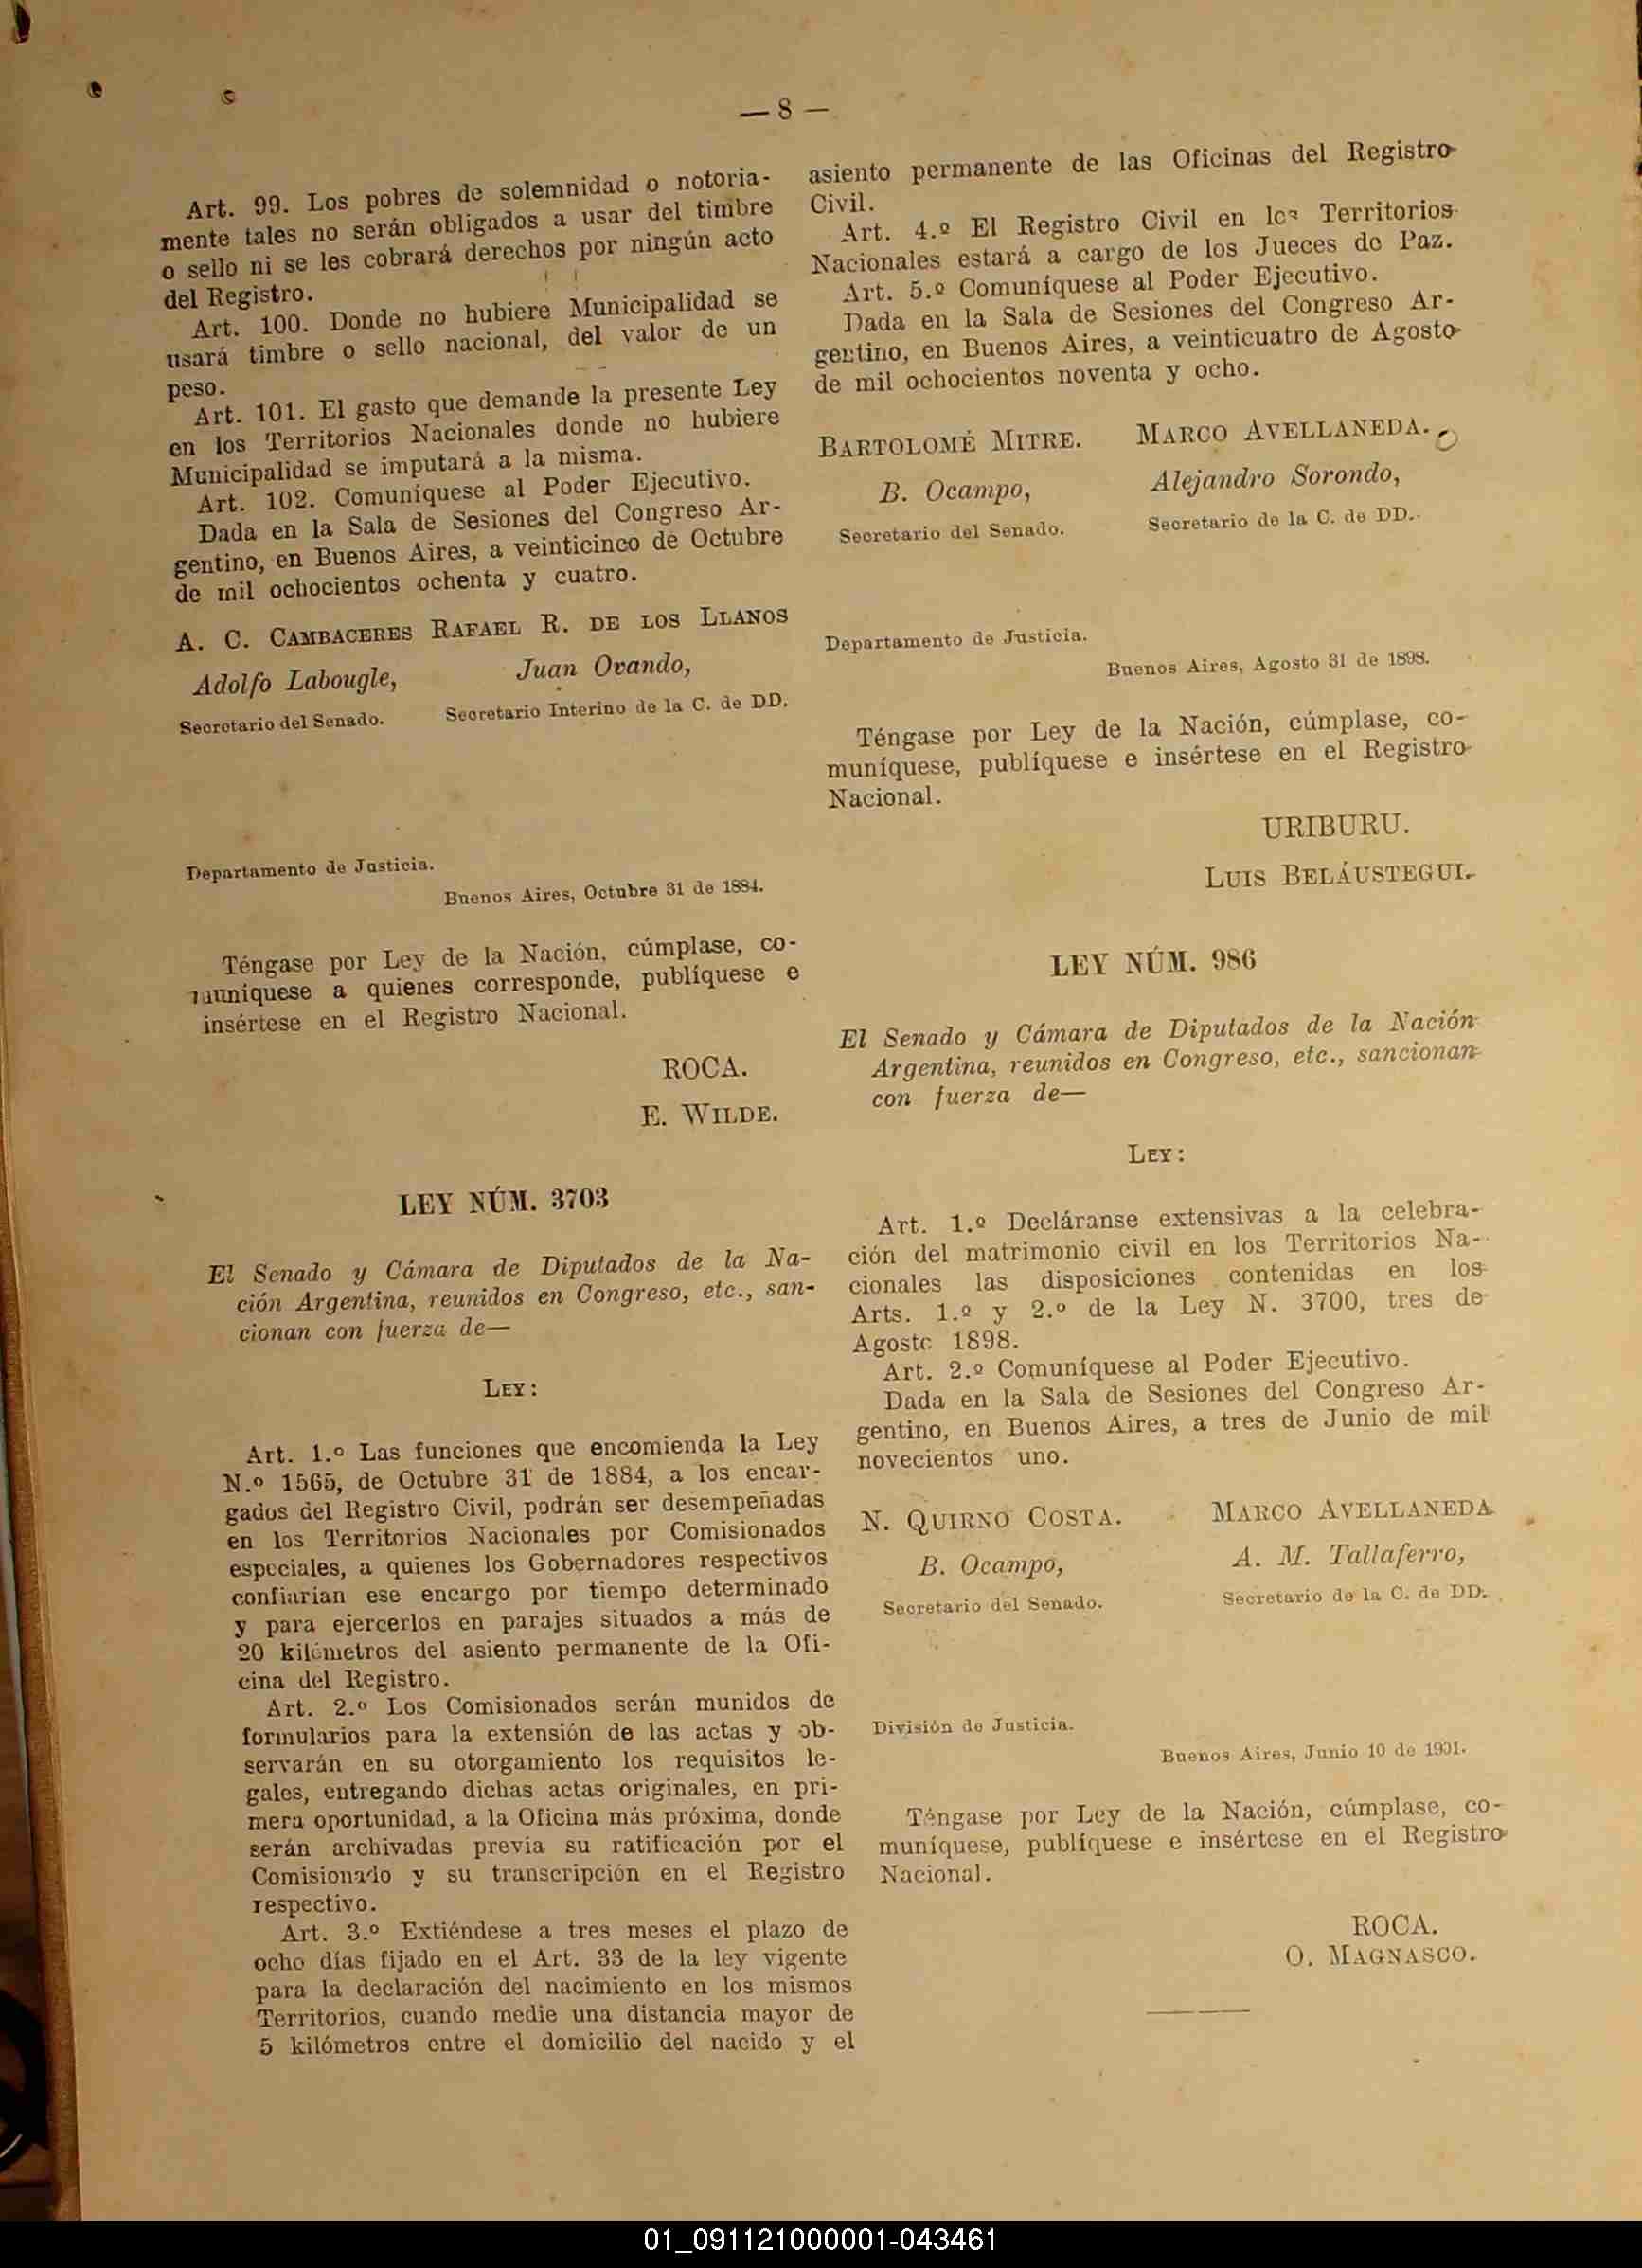 — 8 —
Art. 99. Los pobres de solemnidad o notoria-
mente tales no serán obligados a usar del timbre
o sello ni se les cobrará derechos por ningún acto
del Registro.
Art. 100. Donde no hubiere Municipalidad se
usará timbre o sello nacional, del valor de un
peso.
Art. 101. El gasto que demande la presente Ley
en los Territorios Nacionales donde no hubiere
Municipalidad se imputará a la misma.
Art. 102. Comuníquese al Poder Ejecutivo.
Dada en la Sala de Sesiones del Congreso Ar-
gentino, en Buenos Aires, a veinticinco de Octubre
de mil ochocientos ochenta y cuatro.
A. C. CAMBACERES RAFAEL R. DE LOS LLANOS
Adolfo Labougle, Juan Ovando,
Secretario del Senado. Secretario Interino de la C. de DD.
Departamento de Justicia.
Buenos Aires, Octubre 31 de 1884.
Téngase por Ley de la Nación, cúmplase, co-
muníquese a quienes corresponde, publíquese e
insértese en el Registro Nacional.
ROCA.
E. WILDE.
LEY NÚM. 3703
El Senado y Cámara de Diputados de la Na-
ción Argentina, reunidos en Congreso, etc., san-
cionan con fuerza de—
LEY:
Art. 1.º Las funciones que encomienda la Ley
N.º 1565, de Octubre 31 de 1884, a los encar-
gados del Registro Civil, podrán ser desempeñadas
en los Territorios Nacionales por Comisionados
especiales, a quienes los Gobernadores respectivos
confiarían ese encargo por tiempo determinado
y para ejercerlos en parajes situados a más de
20 kilómetros del asiento permanente de la Ofi-
cina del Registro.
Art. 2.º Los Comisionados serán munidos de
formularios para la extensión de las actas y ob-
servarán en su otorgamiento los requisitos le-
gales, entregando dichas actas originales, en pri-
mera oportunidad, a la Oficina más próxima, donde
serán archivadas previa su ratificación por el
Comisionado y su transcripción en el Registro
respectivo.
Art. 3.º Extiéndese a tres meses el plazo de
ocho días fijado en el Art. 33 de la ley vigente
para la declaración del nacimiento en los mismos
Territorios, cuando medie una distancia mayor de
5 kilómetros entre el domicilio del nacido y el
asiento permanente de las Oficinas del Registro
Civil.
Art. 4.º El Registro Civil en los Territorios
Nacionales estará a cargo de los Jueces de Paz.
Art. 5.º Comuníquese al Poder Ejecutivo.
Dada en la Sala de Sesiones del Congreso Ar-
gentino, en Buenos Aires, a veinticuatro de Agosto
de mil ochocientos noventa y ocho.
BARTOLOMÉ MITRE. MARCO AVELLANEDA.
B. Ocampo, Alejandro Sorondo,
Secretario del Senado. Secretario de la C. de DD.
Departamento de Justicia.
Buenos Aires, Agosto 31 de 1898.
Téngase por Ley de la Nación, cúmplase, co-
muníquese, publíquese e insértese en el Registro
Nacional.
URIBURU.
LUIS BELÁUSTEGUI.
LEY NÚM. 986
El Senado y Cámara de Diputados de la Nación
Argentina, reunidos en Congreso, etc., sancionan
con fuerza de—
LEY:
Art. 1.º Decláranse extensivas a la celebra-
ción del matrimonio civil en los Territorios Na-
cionales las disposiciones contenidas en los
Arts. 1.º y 2.º de la Ley N. 3700, tres de
Agosto 1898.
Art. 2.º Comuníquese al Poder Ejecutivo.
Dada en la Sala de Sesiones del Congreso Ar-
gentino, en Buenos Aires, a tres de Junio de mil
novecientos uno.
N. QUIRNO COSTA. MARCO AVELLANEDA
B. Ocampo, A. M. Tallaferro,
Secretario del Senado. Secretario de la C. de DD.
División de Justicia.
Buenos Aires, Junio 10 de 1901.
Téngase por Ley de la Nación, cúmplase, co-
muníquese, publíquese e insértese en el Registro
Nacional.
ROCA.
O. MAGNASCO.
01_091121000001-043461